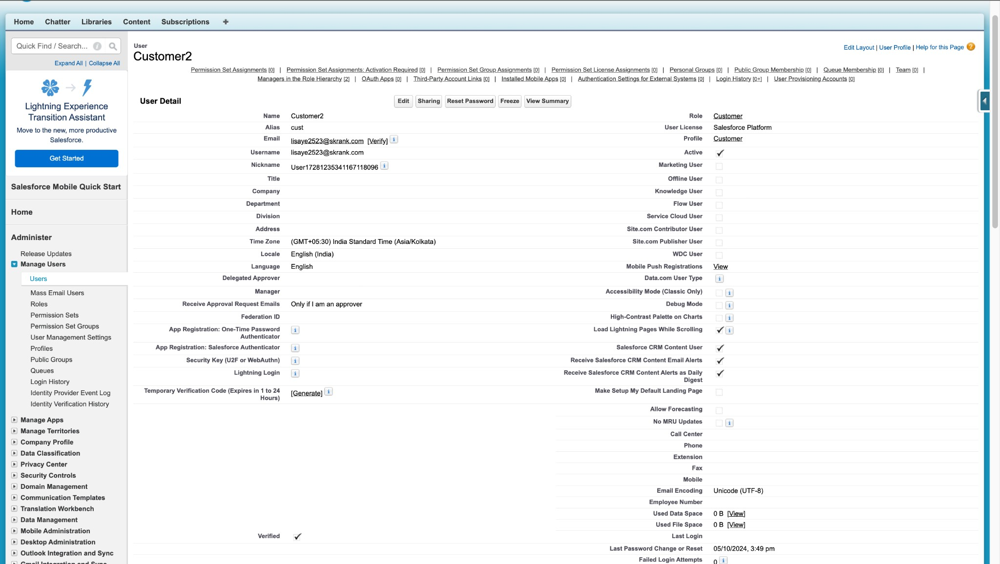 Home Chatter Libraries Content Subscriptions +
Quick Find / Search...
Expand All | Collapse All
Lightning Experience
Transition Assistant
Move to the new, more productive
Salesforce.
Get Started
Salesforce Mobile Quick Start
Home
Administer
Release Updates
Manage Users
Users
Mass Email Users
Roles
Permission Sets
Permission Set Groups
User Management Settings
Profiles
Public Groups
Queues
Login History
Identity Provider Event Log
Identity Verification History
Manage Apps
Manage Territories
Company Profile
Data Classification
Privacy Center
Security Controls
Domain Management
Communication Templates
Translation Workbench
Data Management
Mobile Administration
Desktop Administration
Outlook Integration and Sync
Gmail Integration and Sync
User
Customer2
Edit Layout | User Profile | Help for this Page ?
Permission Set Assignments [0] | Permission Set Assignments: Activation Required [0] | Permission Set Group Assignments [0] | Permission Set License Assignments [0] | Personal Groups [0] | Public Group Membership [0] | Queue Membership [0] | Team [0] |
Managers in the Role Hierarchy [2] | OAuth Apps [0] | Third-Party Account Links [0] | Installed Mobile Apps [0] | Authentication Settings for External Systems [0] | Login History [0+] | User Provisioning Accounts [0]
User Detail
Edit Sharing Reset Password Freeze View Summary
Name Customer2
Role Customer
Alias cust
User License Salesforce Platform
Email lisaye2523@skrank.com [Verify] i
Profile Customer
Username lisaye2523@skrank.com
Active
Nickname User17281235341167118096 i
Marketing User
Title
Offline User
Company
Knowledge User
Department
Flow User
Division
Service Cloud User
Address
Site.com Contributor User
Time Zone (GMT+05:30) India Standard Time (Asia/Kolkata)
Site.com Publisher User
Locale English (India)
WDC User
Language English
Mobile Push Registrations View
Delegated Approver
Data.com User Type i
Manager
Accessibility Mode (Classic Only) i
Receive Approval Request Emails Only if I am an approver
Debug Mode i
Federation ID
High-Contrast Palette on Charts i
App Registration: One-Time Password
Authenticator i
Load Lightning Pages While Scrolling i
App Registration: Salesforce Authenticator i
Salesforce CRM Content User
Security Key (U2F or WebAuthn) i
Receive Salesforce CRM Content Email Alerts
Lightning Login i
Receive Salesforce CRM Content Alerts as Daily
Digest
Temporary Verification Code (Expires in 1 to 24
Hours) [Generate] i
Make Setup My Default Landing Page
Allow Forecasting
No MRU Updates i
Call Center
Phone
Extension
Fax
Mobile
Email Encoding Unicode (UTF-8)
Employee Number
Used Data Space 0 B [View]
Used File Space 0 B [View]
Verified
Last Login
Last Password Change or Reset 05/10/2024, 3:49 pm
Failed Login Attempts 0 i